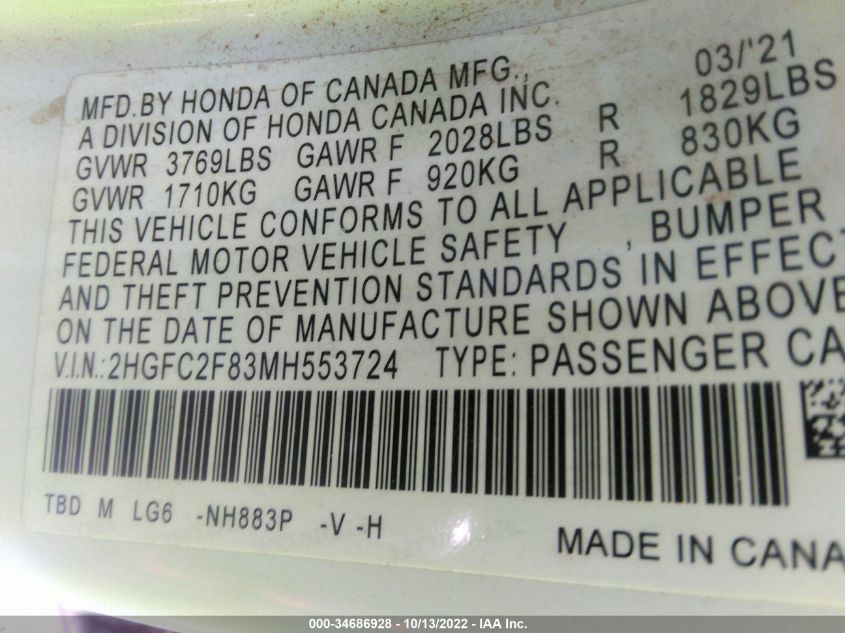 03/'21
MFD.BY HONDA OF CANADA MFG.,
A DIVISION OF HONDA CANADA INC.
GVWR 3769LBS GAWR F 2028LBS R 1829LBS
GVWR 1710KG GAWR F 920KG R 830KG
THIS VEHICLE CONFORMS TO ALL APPLICABLE
FEDERAL MOTOR VEHICLE SAFETY , BUMPER
AND THEFT PREVENTION STANDARDS IN EFFECT
ON THE DATE OF MANUFACTURE SHOWN ABOVE
V.I.N.:2HGFC2F83MH553724 TYPE: PASSENGER CA
TBD M LG6 -NH883P -V -H
MADE IN CANA
000-34686928 - 10/13/2022 - IAA Inc.